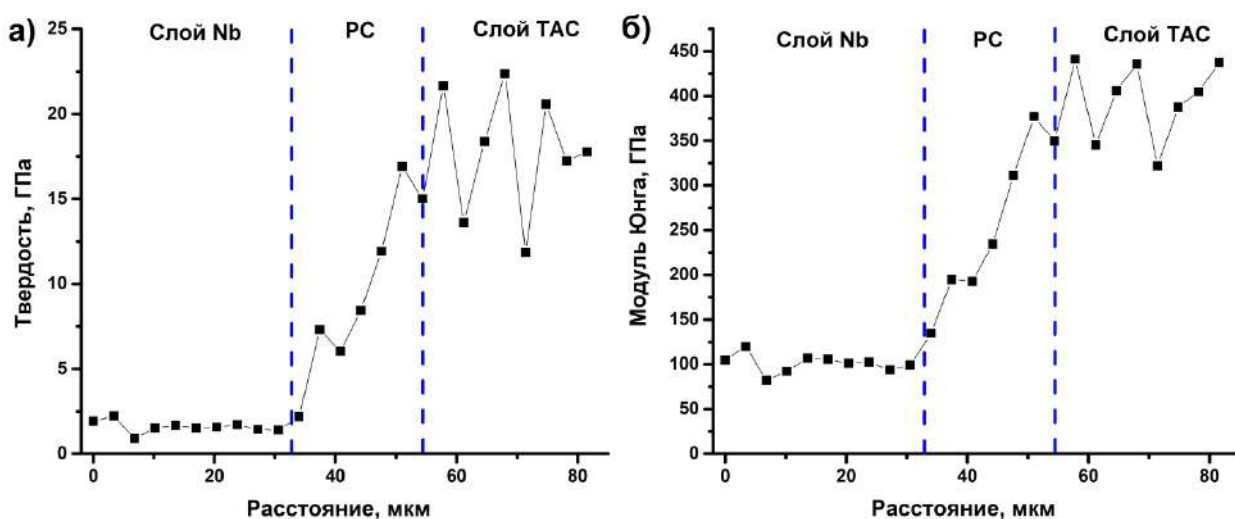 а)
Слой Nb
РС
Слой ТАС
Твердость, ГПа
25
20
15
10
5
0
0
20
40
60
80
Расстояние, мкм
б)
Слой Nb
РС
Слой ТАС
Модуль Юнга, ГПа
450
400
350
300
250
200
150
100
50
0
0
20
40
60
80
Расстояние, мкм